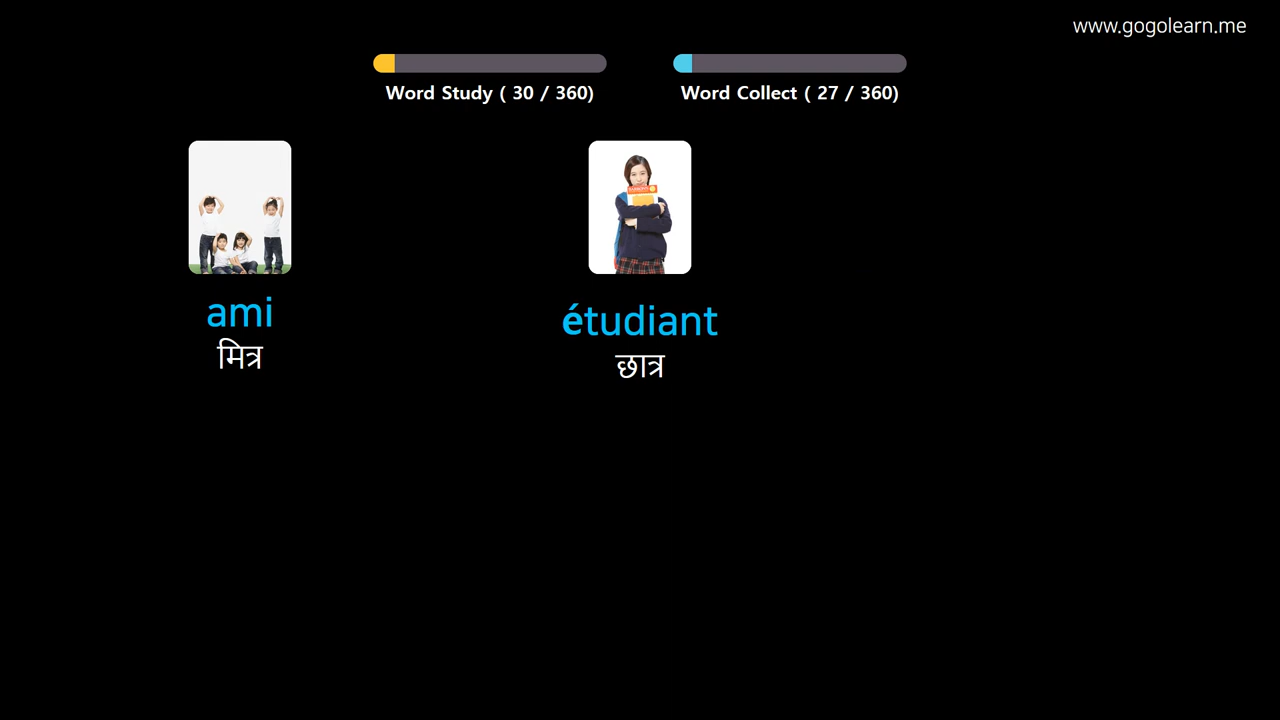 www.gogolearn.me
Word Study ( 30 / 360)
Word Collect ( 27 / 360)
ami
मित्र
étudiant
छात्र